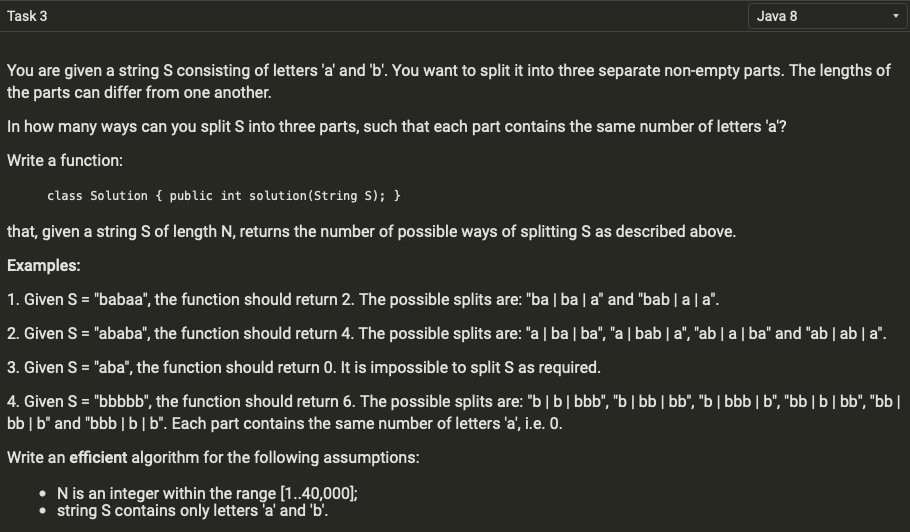 Task 3
Java 8
You are given a string S consisting of letters 'a' and 'b'. You want to split it into three separate non-empty parts. The lengths of
the parts can differ from one another.
In how many ways can you split S into three parts, such that each part contains the same number of letters 'a'?
Write a function:
class Solution { public int solution(String S); }
that, given a string S of length N, returns the number of possible ways of splitting S as described above.
Examples:
1. Given S = "babaa", the function should return 2. The possible splits are: "ba | ba | a" and "bab | a | a".
2. Given S = "ababa", the function should return 4. The possible splits are: "a | ba | ba", "a | bab | a", "ab | a | ba" and "ab | ab | a".
3. Given S = "aba", the function should return 0. It is impossible to split S as required.
4. Given S = "bbbbb", the function should return 6. The possible splits are: "b | b | bbb", "b | bb | bb", "b | bbb | b", "bb | b | bb", "bb |
bb | b" and "bbb | b | b". Each part contains the same number of letters 'a', i.e. 0.
Write an efficient algorithm for the following assumptions:
• N is an integer within the range [1..40,000];
• string S contains only letters 'a' and 'b'.